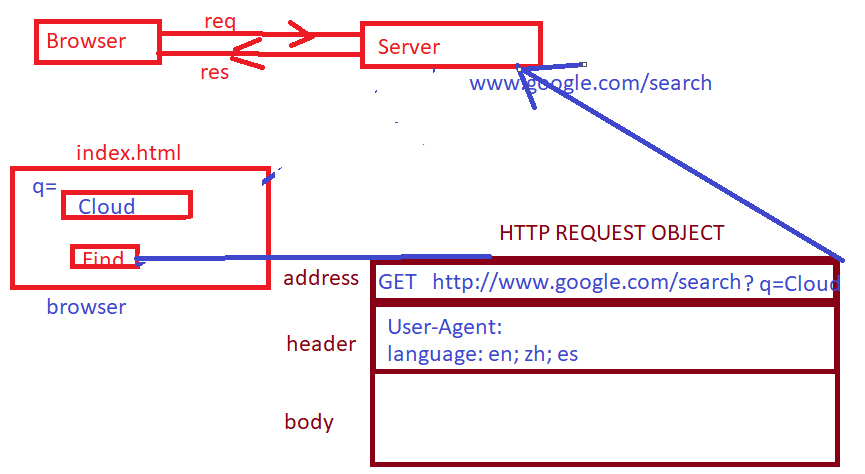 req
Browser
Server
res
www.google.com/search
index.html
q=
Cloud
Find
browser
HTTP REQUEST OBJECT
address
GET http://www.google.com/search? q=Cloud
header
User-Agent:
language: en; zh; es
body